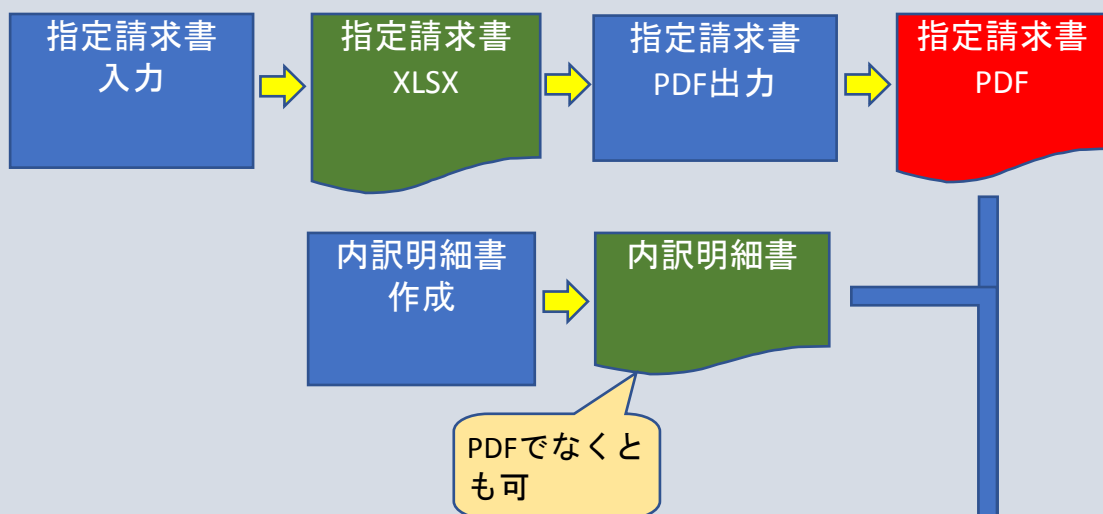 指定請求書
入力
指定請求書
XLSX
指定請求書
PDF出力
指定請求書
PDF
内訳明細書
作成
内訳明細書
PDFでなくと
も可